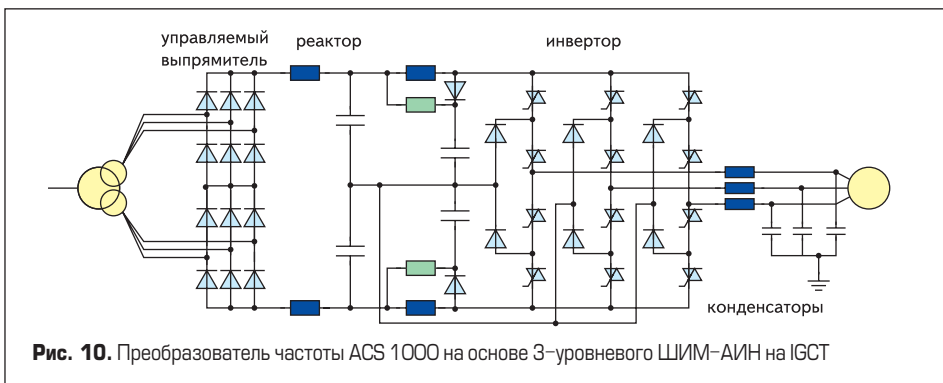 управляемый
выпрямитель
реактор
инвертор
конденсаторы
Рис. 10. Преобразователь частоты ACS 1000 на основе 3-уровневого ШИМ-АИН на IGCT